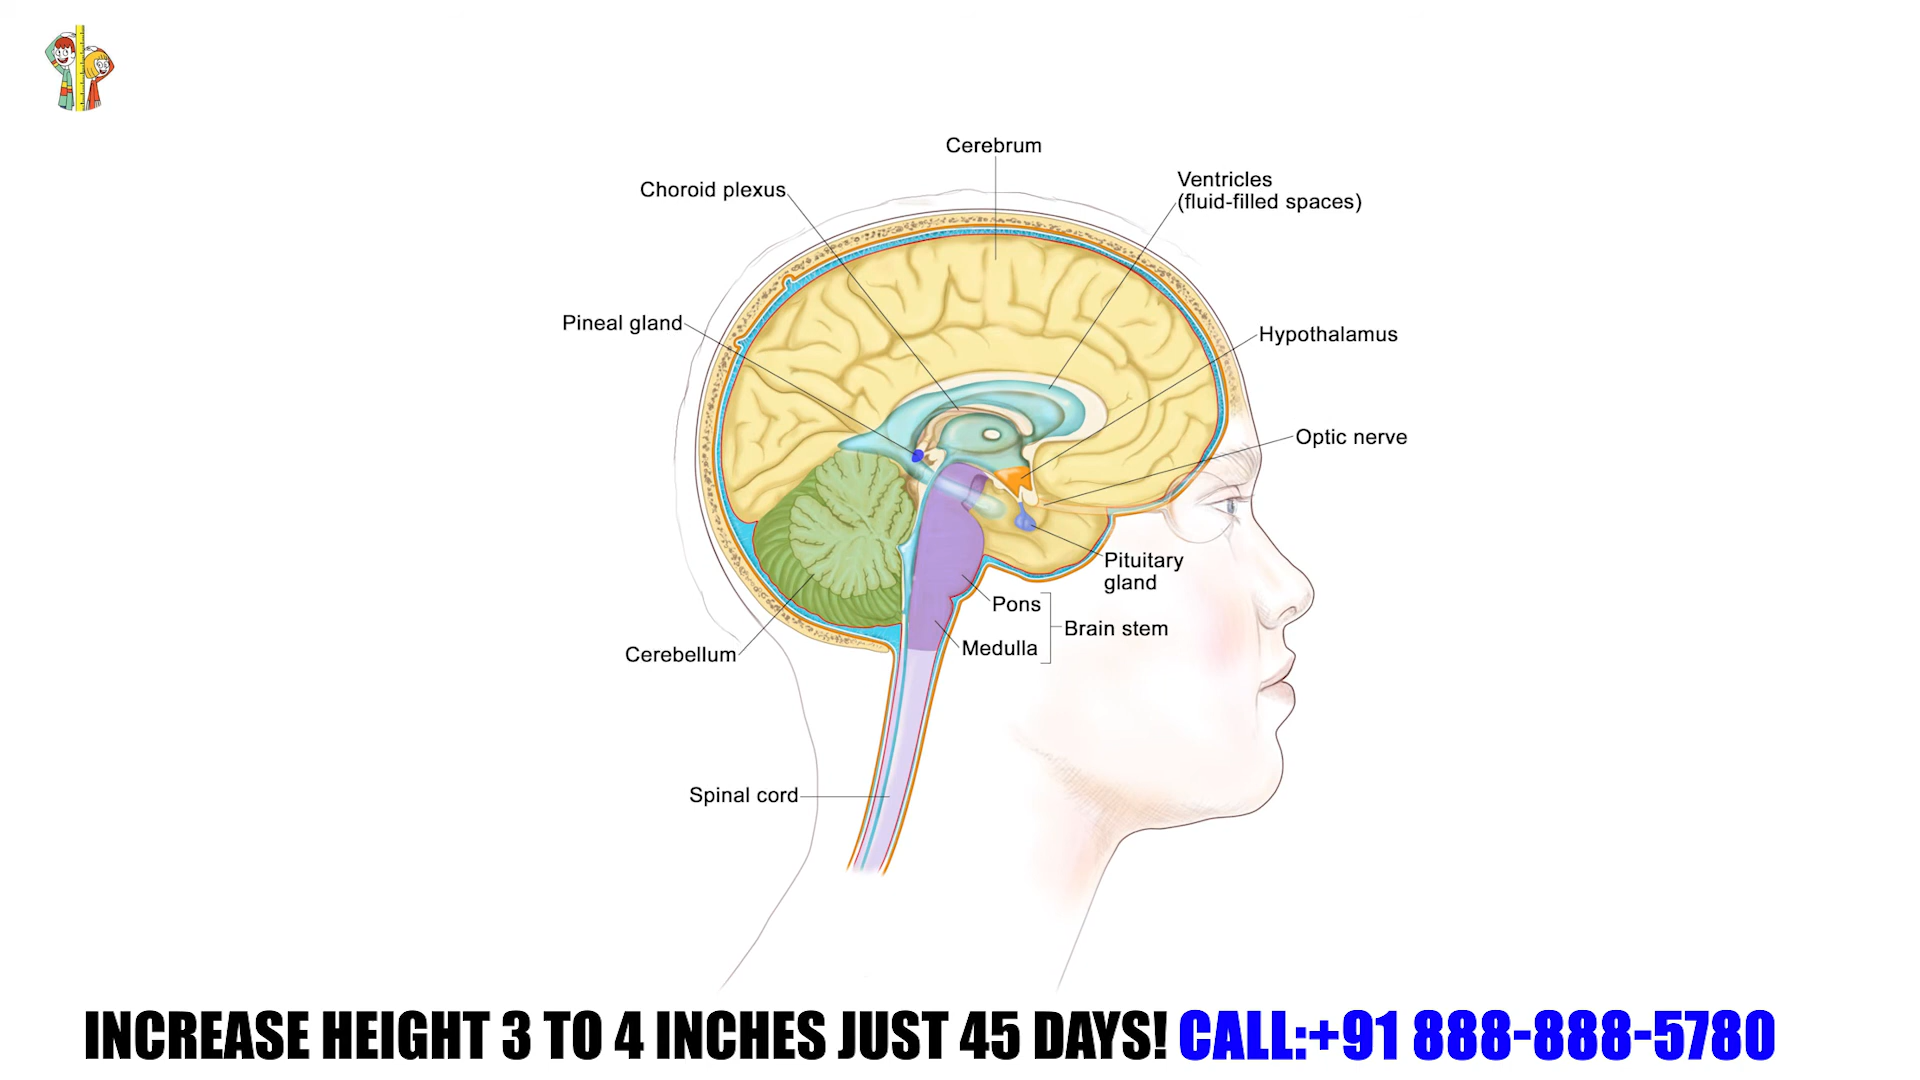 Cerebrum
Choroid plexus
Ventricles
(fluid-filled spaces)
Pineal gland
Hypothalamus
Optic nerve
Pituitary
gland
Pons
Brain stem
Medulla
Cerebellum
Spinal cord
INCREASE HEIGHT 3 TO 4 INCHES JUST 45 DAYS! CALL:+91 888-888-5780